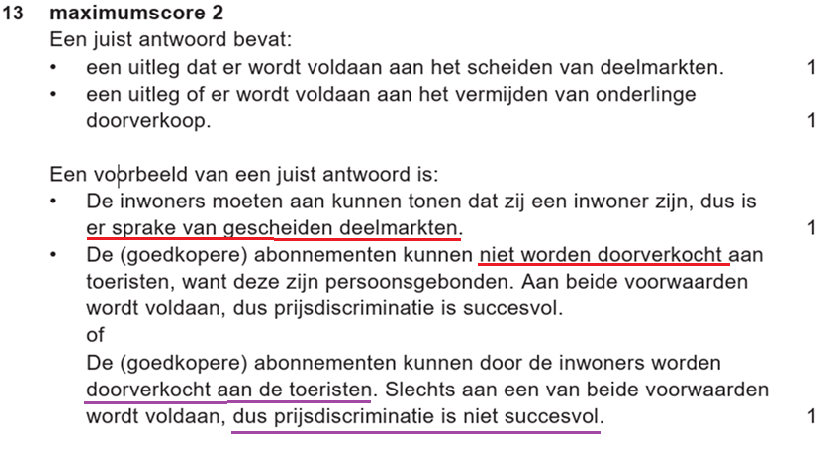 13 maximumscore 2
Een juist antwoord bevat:
• een uitleg dat er wordt voldaan aan het scheiden van deelmarkten. 1
• een uitleg of er wordt voldaan aan het vermijden van onderlinge
doorverkoop. 1
Een voorbeeld van een juist antwoord is:
• De inwoners moeten aan kunnen tonen dat zij een inwoner zijn, dus is
er sprake van gescheiden deelmarkten. 1
• De (goedkopere) abonnementen kunnen niet worden doorverkocht aan
toeristen, want deze zijn persoonsgebonden. Aan beide voorwaarden
wordt voldaan, dus prijsdiscriminatie is succesvol.
of
De (goedkopere) abonnementen kunnen door de inwoners worden
doorverkocht aan de toeristen. Slechts aan een van beide voorwaarden
wordt voldaan, dus prijsdiscriminatie is niet succesvol. 1